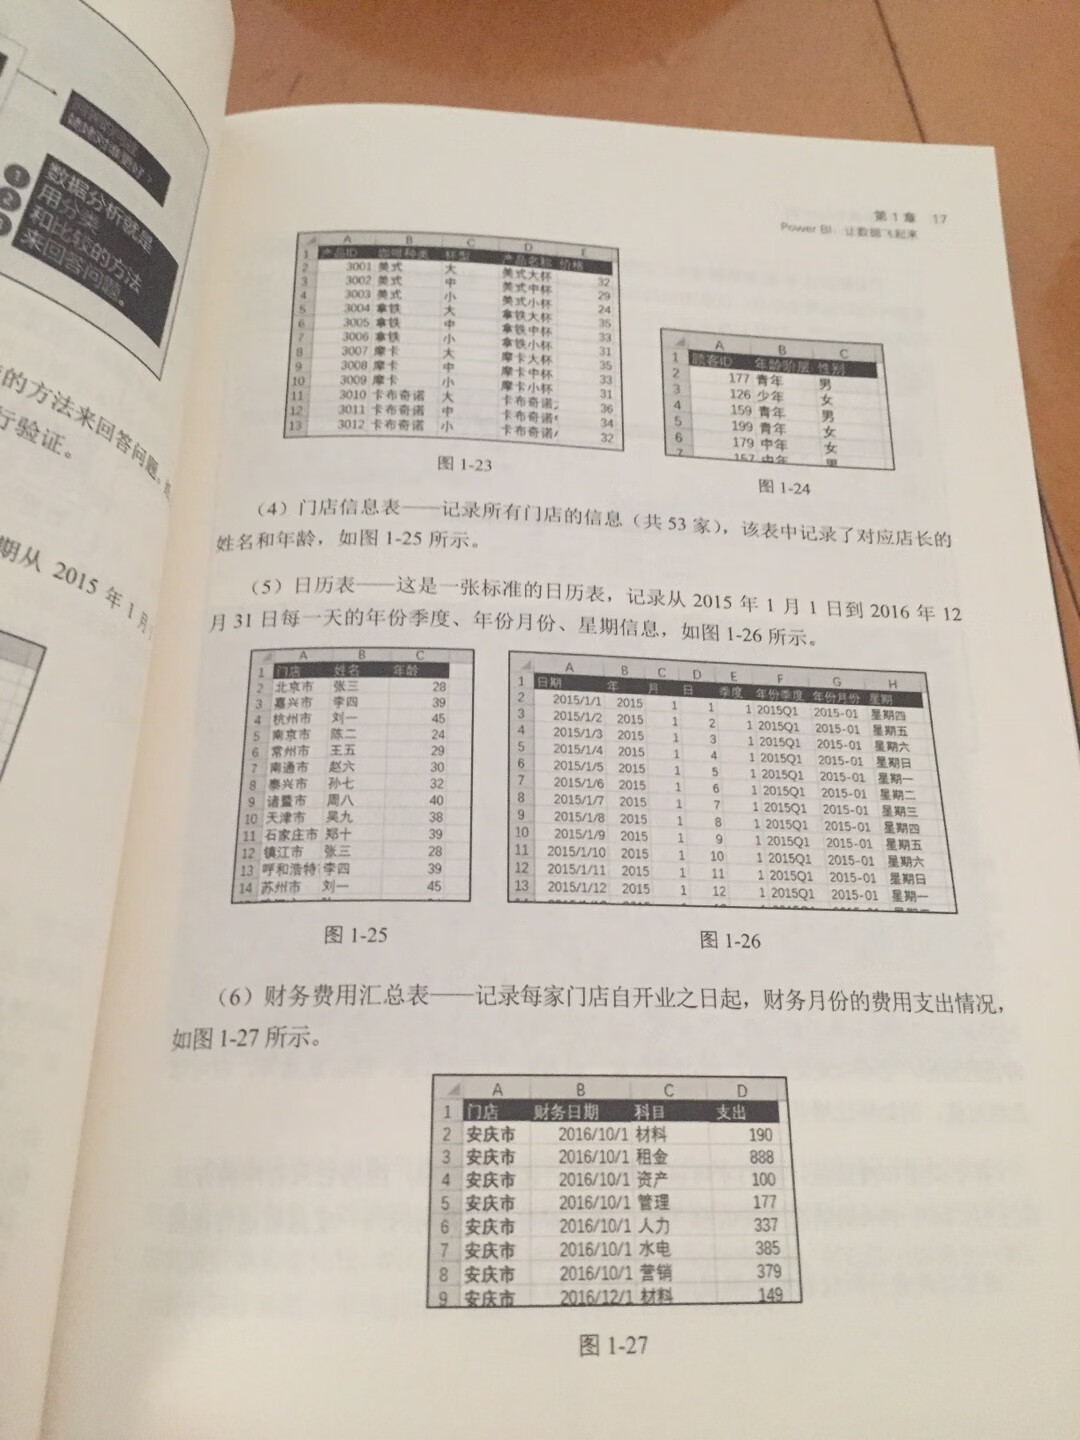 数据分析就是
用分类
和比较的方法
来回答问题。
的方法来回答问题。
行验证。
期从 2015 年 1 月
第 1 章 17
Power BI：让数据飞起来
A B C D E
1 产品ID 咖啡种类 杯型 产品名称 价格
2 3001 美式 大 美式大杯 32
3 3002 美式 中 美式中杯 29
4 3003 美式 小 美式小杯 24
5 3004 拿铁 大 拿铁大杯 35
6 3005 拿铁 中 拿铁中杯 33
7 3006 拿铁 小 拿铁小杯 31
8 3007 摩卡 大 摩卡大杯 35
9 3008 摩卡 中 摩卡中杯 33
10 3009 摩卡 小 摩卡小杯 31
11 3010 卡布奇诺 大 卡布奇诺 36
12 3011 卡布奇诺 中 卡布奇诺 34
13 3012 卡布奇诺 小 卡布奇诺 32
图 1-23
A B C
1 顾客ID 年龄阶层 性别
2 177 青年 男
3 126 少年 女
4 159 青年 男
5 199 青年 女
6 179 中年 女
7 157 中年 男
图 1-24
（4）门店信息表——记录所有门店的信息（共 53 家），该表中记录了对应店长的
姓名和年龄，如图 1-25 所示。
（5）日历表——这是一张标准的日历表，记录从 2015 年 1 月 1 日到 2016 年 12
月 31 日每一天的年份季度、年份月份、星期信息，如图 1-26 所示。
A B C
1 门店 姓名 年龄
2 北京市 张三 28
3 嘉兴市 李四 39
4 杭州市 刘一 45
5 南京市 陈二 24
6 常州市 王五 29
7 南通市 赵六 30
8 泰兴市 孙七 32
9 诸暨市 周八 40
10 天津市 吴九 38
11 石家庄市 郑十 39
12 镇江市 张三 28
13 呼和浩特 李四 39
14 苏州市 刘一 45
图 1-25
A B C D E F G H
1 日期 年 月 日 季度 年份季度 年份月份 星期
2 2015/1/1 2015 1 1 1 2015Q1 2015-01 星期四
3 2015/1/2 2015 1 2 1 2015Q1 2015-01 星期五
4 2015/1/3 2015 1 3 1 2015Q1 2015-01 星期六
5 2015/1/4 2015 1 4 1 2015Q1 2015-01 星期日
6 2015/1/5 2015 1 5 1 2015Q1 2015-01 星期一
7 2015/1/6 2015 1 6 1 2015Q1 2015-01 星期二
8 2015/1/7 2015 1 7 1 2015Q1 2015-01 星期三
9 2015/1/8 2015 1 8 1 2015Q1 2015-01 星期四
10 2015/1/9 2015 1 9 1 2015Q1 2015-01 星期五
11 2015/1/10 2015 1 10 1 2015Q1 2015-01 星期六
12 2015/1/11 2015 1 11 1 2015Q1 2015-01 星期日
13 2015/1/12 2015 1 12 1 2015Q1 2015-01 星期一
图 1-26
（6）财务费用汇总表——记录每家门店自开业之日起，财务月份的费用支出情况，
如图 1-27 所示。
A B C D
1 门店 财务日期 科目 支出
2 安庆市 2016/10/1 材料 190
3 安庆市 2016/10/1 租金 888
4 安庆市 2016/10/1 资产 100
5 安庆市 2016/10/1 管理 177
6 安庆市 2016/10/1 人力 337
7 安庆市 2016/10/1 水电 385
8 安庆市 2016/10/1 营销 379
9 安庆市 2016/12/1 材料 149
图 1-27